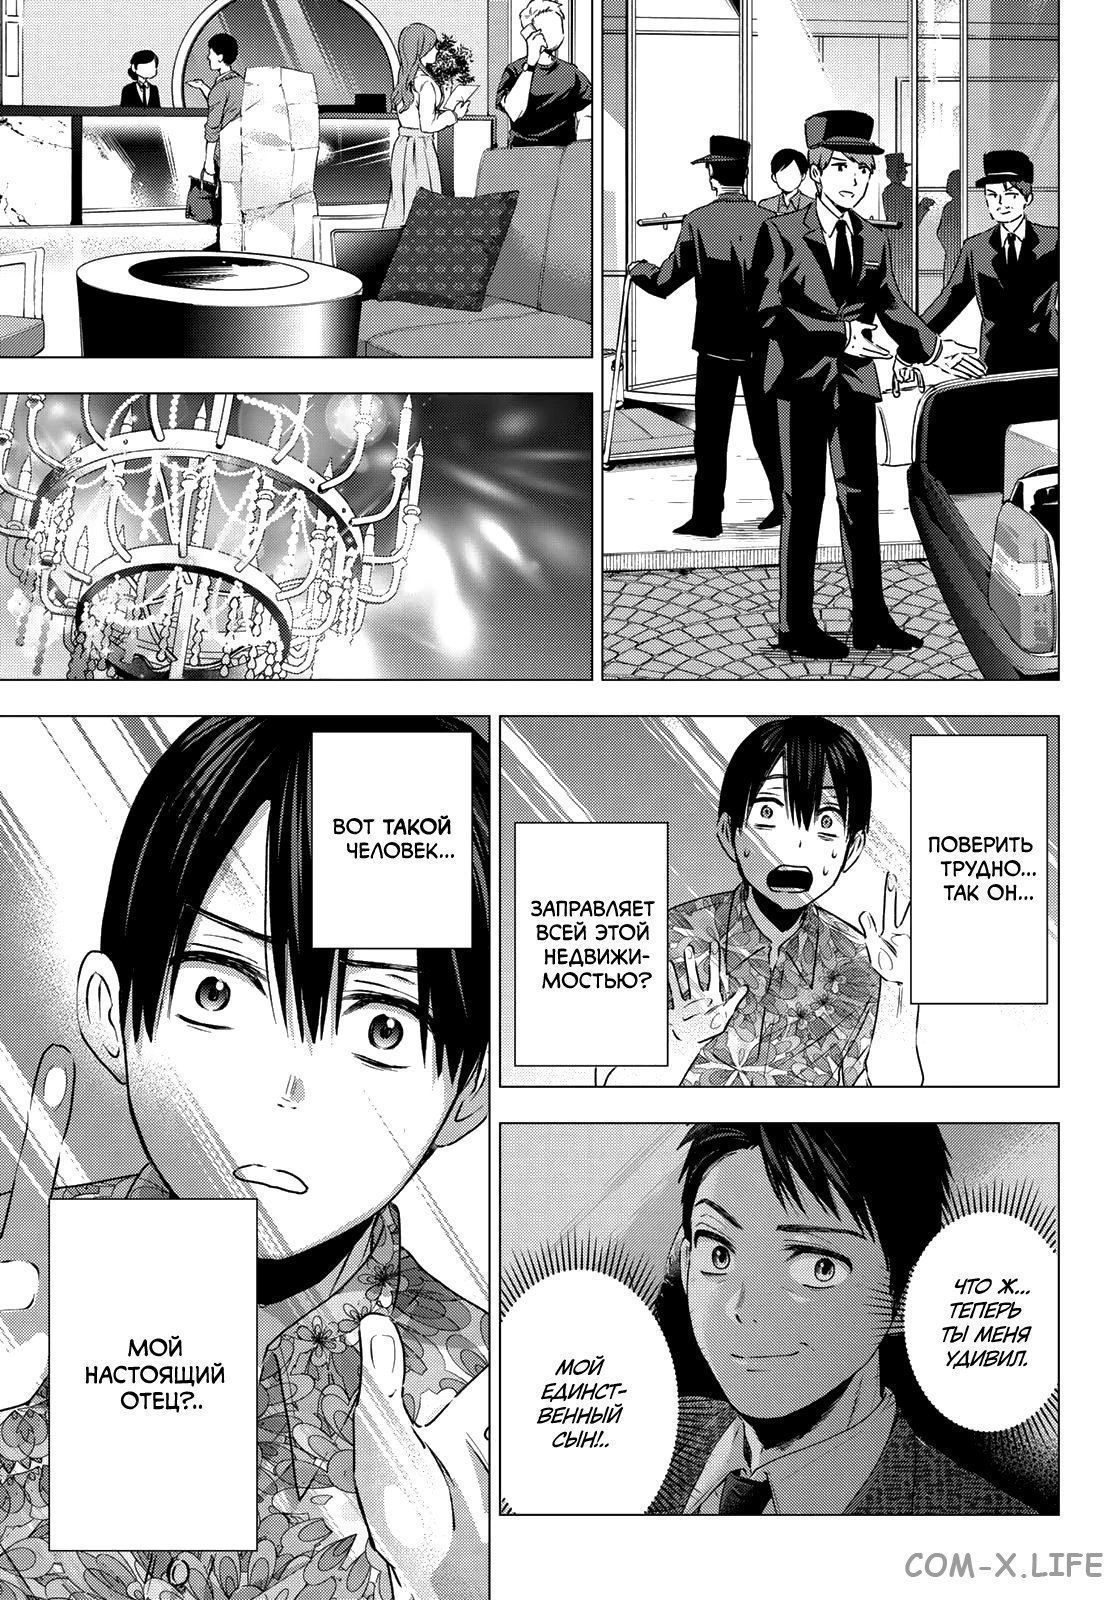 ПОВЕРИТЬ
ТРУДНО...
ТАК ОН...
ЗАПРАВЛЯЕТ
ВСЕЙ ЭТОЙ
НЕДВИЖИ-
МОСТЬЮ?
ЧТО Ж...
ТЕПЕРЬ
ТЫ МЕНЯ
УДИВИЛ.
МОЙ
ЕДИНСТ-
ВЕННЫЙ
СЫН!..
ВОТ ТАКОЙ
ЧЕЛОВЕК...
МОЙ
НАСТОЯЩИЙ
ОТЕЦ?..
COM-X.LIFE